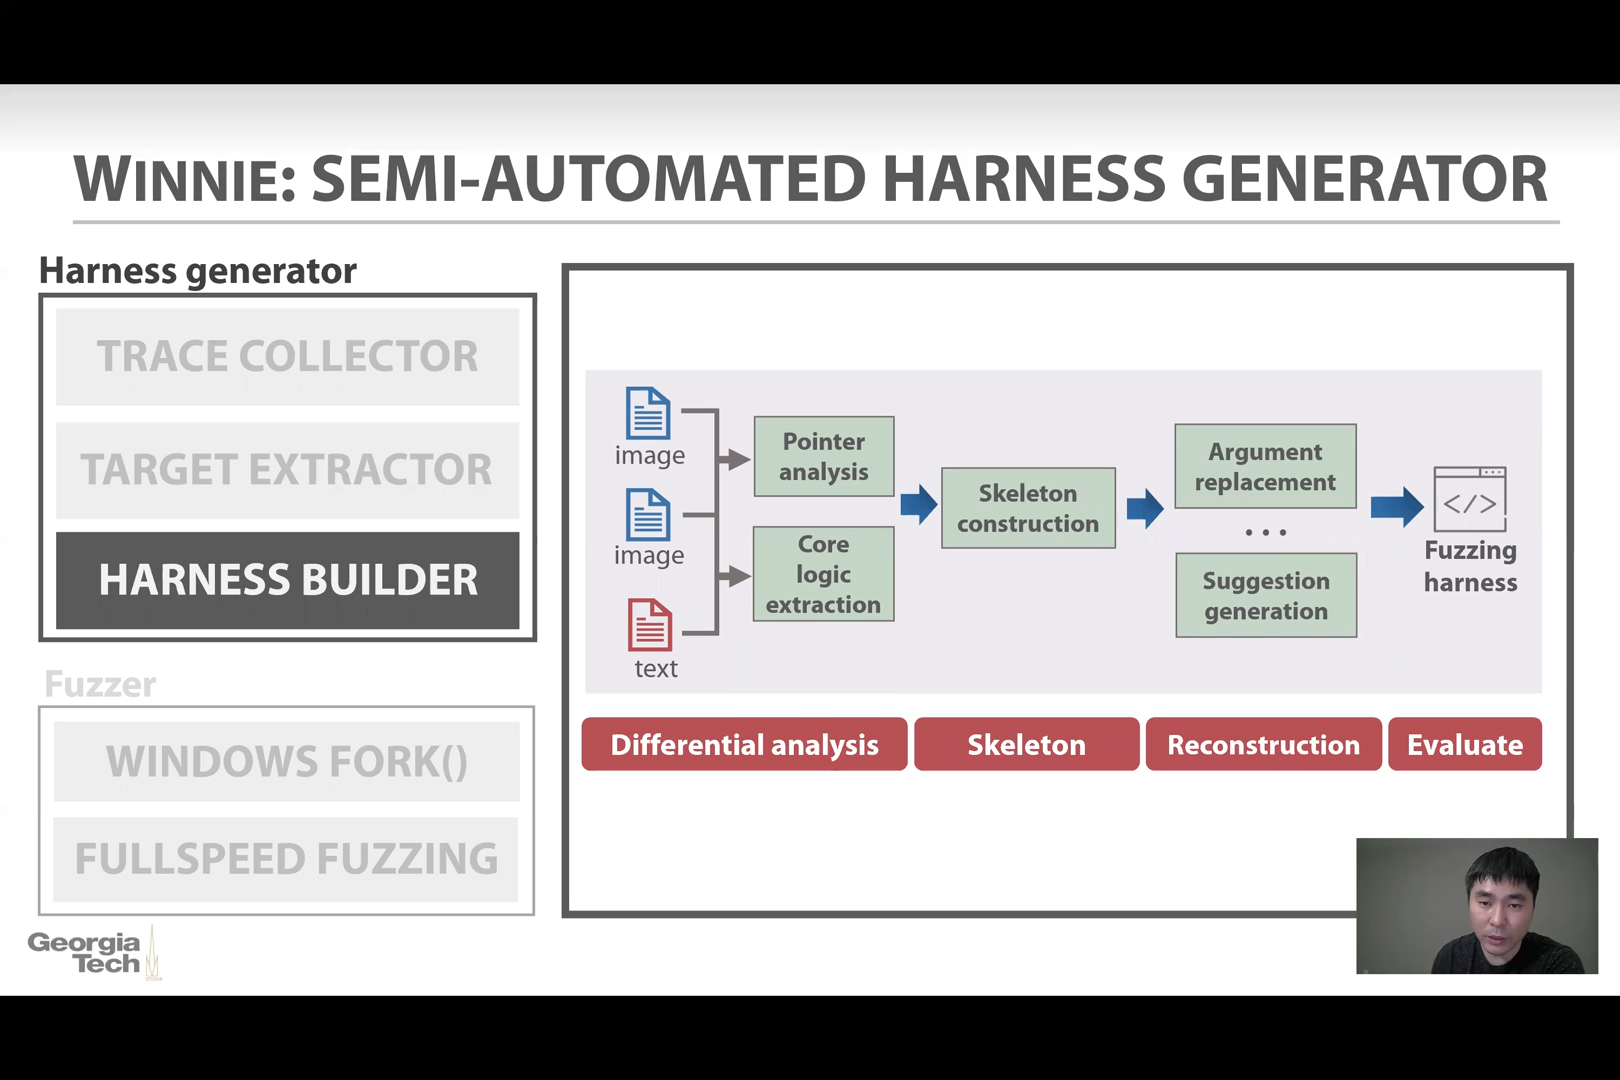 WINNIE: SEMI-AUTOMATED HARNESS GENERATOR
Harness generator
TRACE COLLECTOR
TARGET EXTRACTOR
HARNESS BUILDER
Fuzzer
WINDOWS FORK()
FULLSPEED FUZZING
Georgia
Tech
image
image
text
Pointer
analysis
Core
logic
extraction
Skeleton
construction
Argument
replacement
• • •
Suggestion
generation
</>
Fuzzing
harness
Differential analysis
Skeleton
Reconstruction
Evaluate